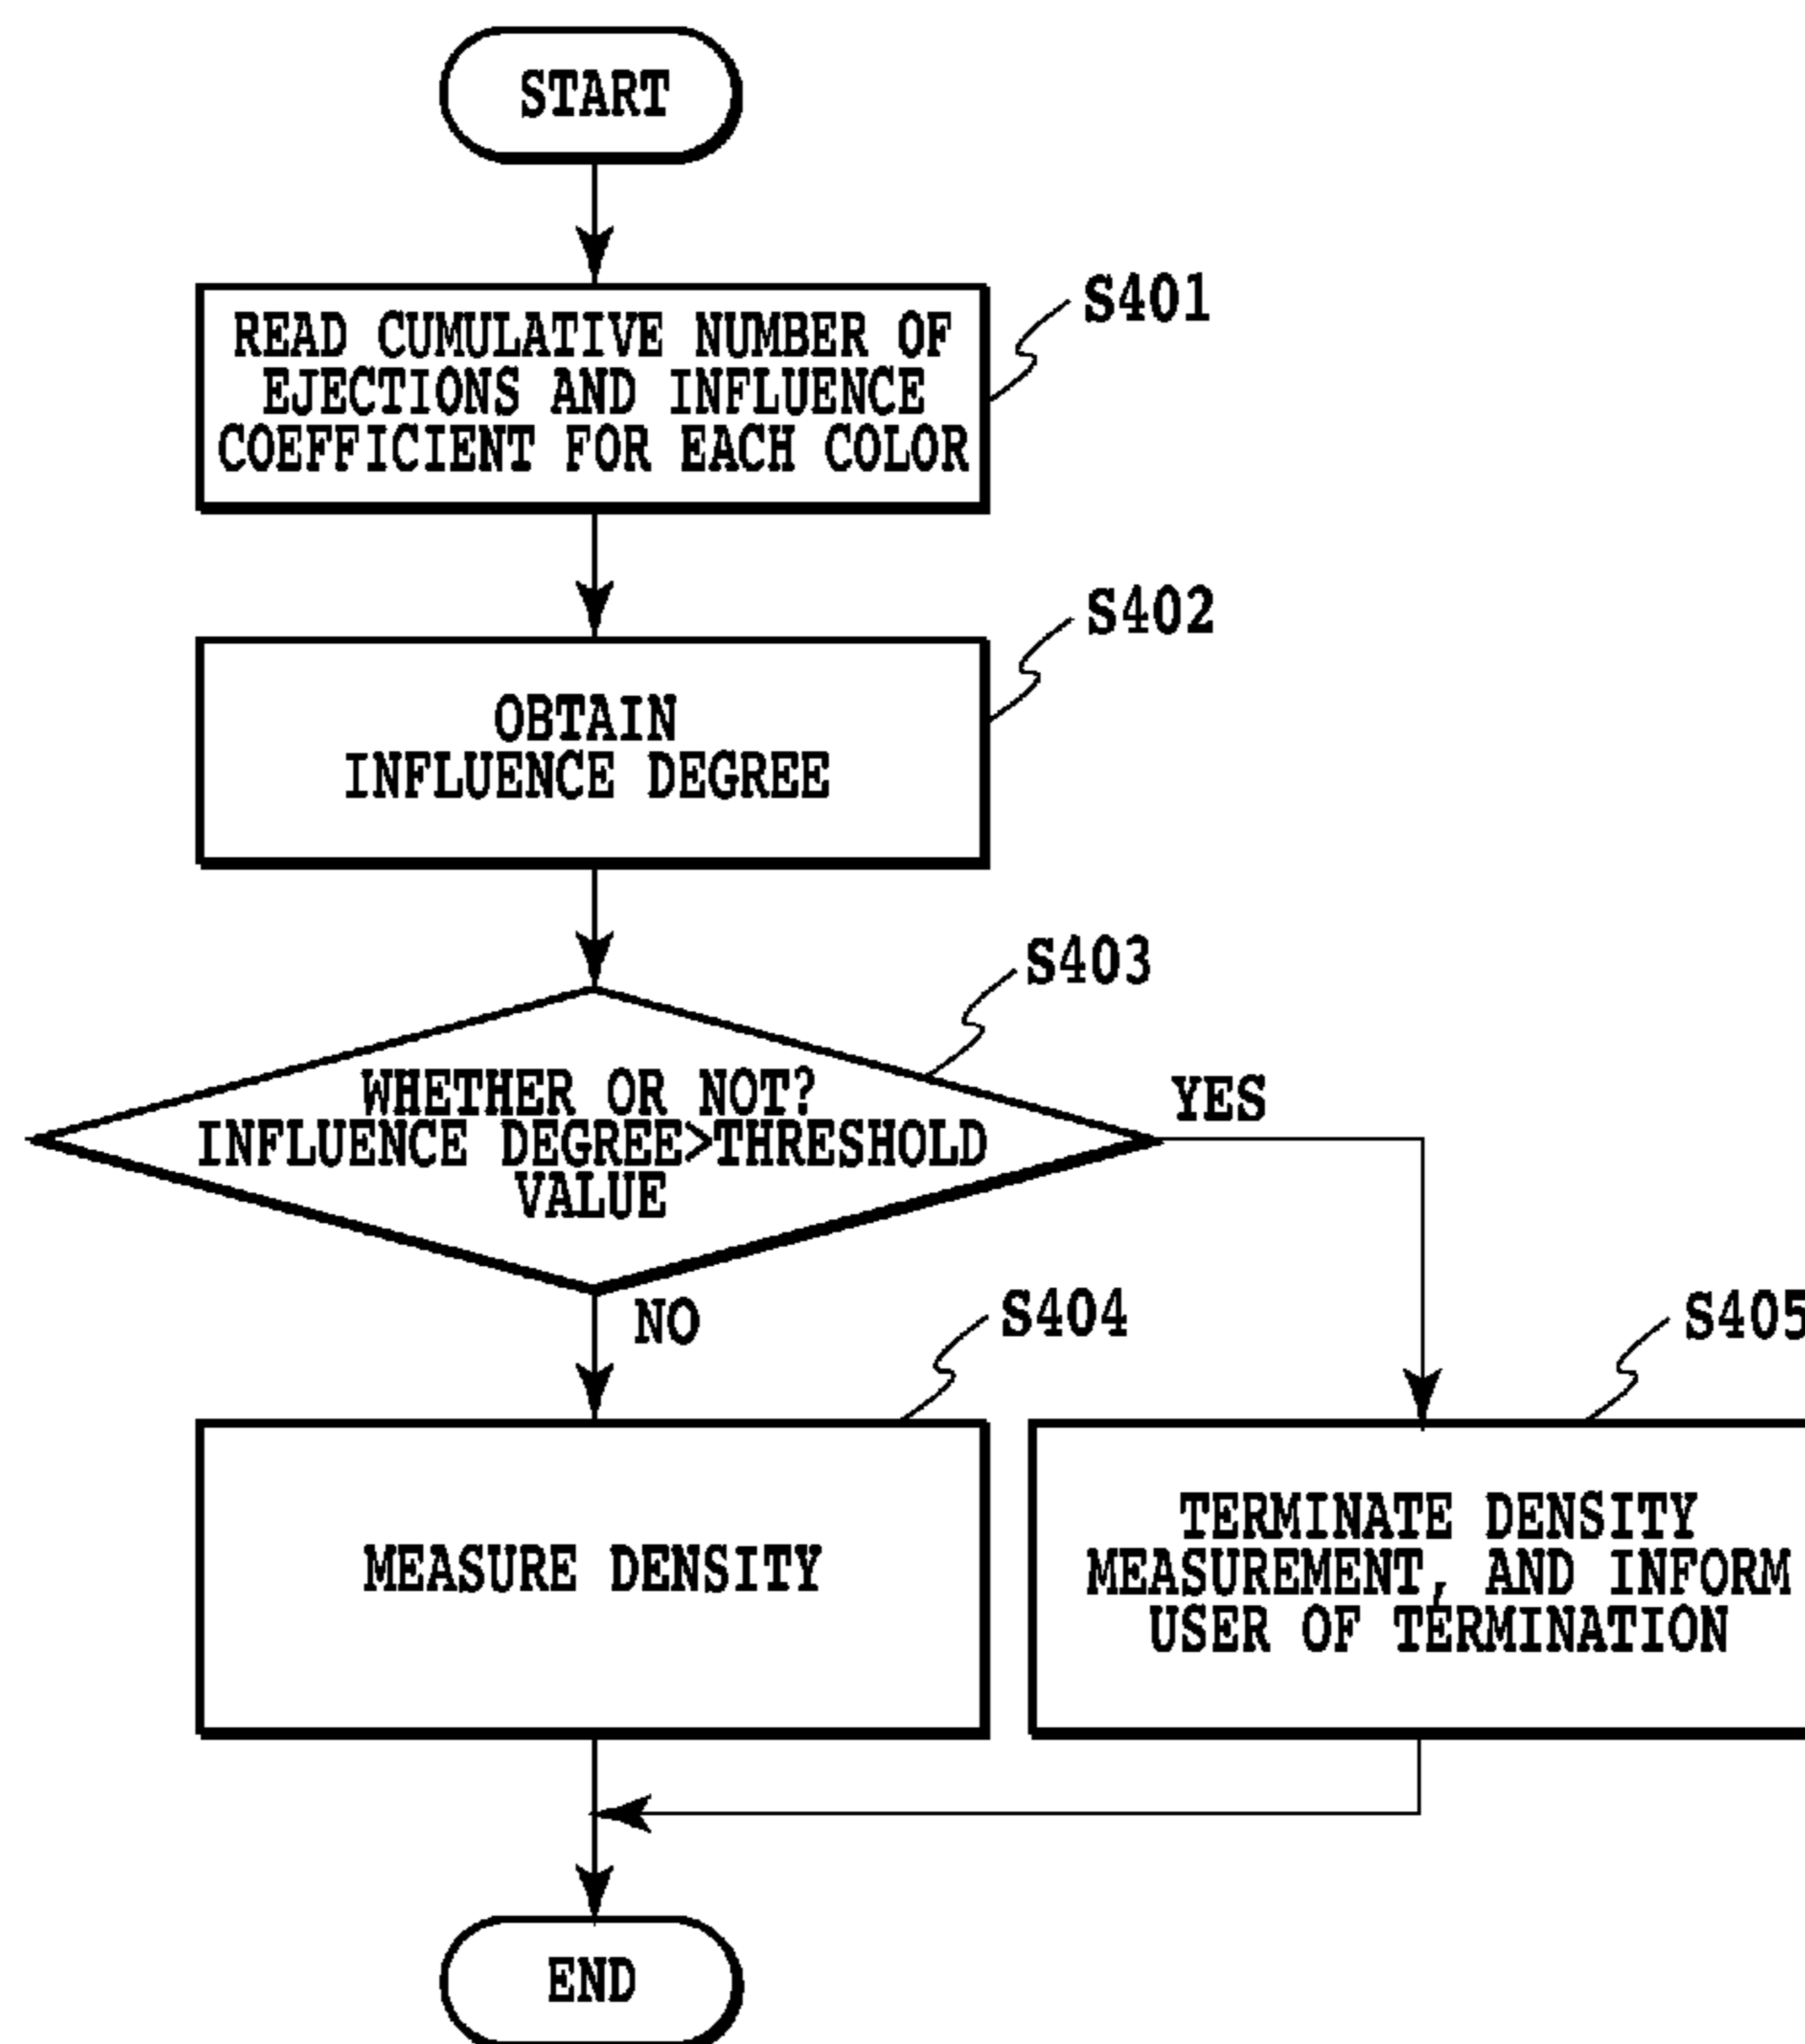 START
READ CUMULATIVE NUMBER OF
EJECTIONS AND INFLUENCE
COEFFICIENT FOR EACH COLOR
S401
OBTAIN
INFLUENCE DEGREE
S402
WHETHER OR NOT?
INFLUENCE DEGREE>THRESHOLD
VALUE
S403
YES
NO
S404
MEASURE DENSITY
S405
TERMINATE DENSITY
MEASUREMENT, AND INFORM
USER OF TERMINATION
END